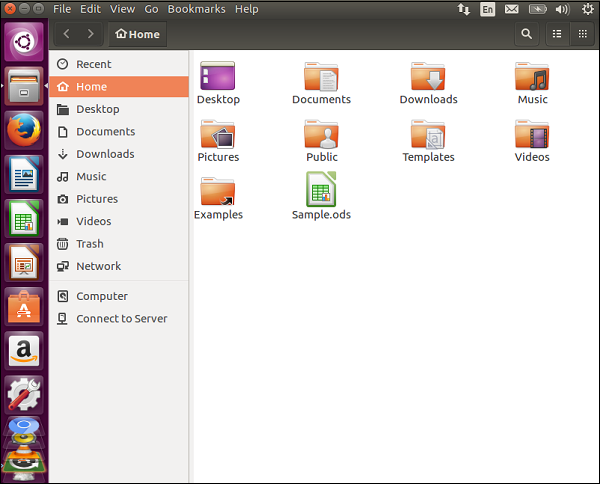 File Edit View Go Bookmarks Help
En
Home
Recent
Home
Desktop
Documents
Downloads
Music
Pictures
Videos
Trash
Network
Computer
Connect to Server
Desktop Documents Downloads Music
Pictures Public Templates Videos
Examples Sample.ods